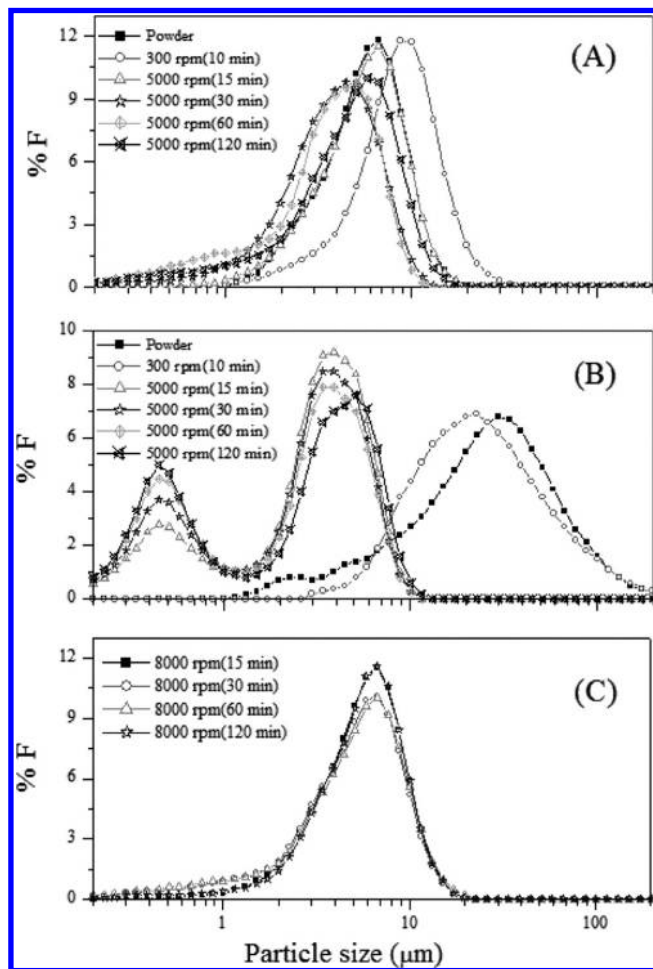 (A)
Powder
300 rpm(10 min)
5000 rpm(15 min)
5000 rpm(30 min)
5000 rpm(60 min)
5000 rpm(120 min)
% F
12
9
6
3
0
(B)
Powder
300 rpm(10 min)
5000 rpm(15 min)
5000 rpm(30 min)
5000 rpm(60 min)
5000 rpm(120 min)
% F
10
8
6
4
2
0
(C)
8000 rpm(15 min)
8000 rpm(30 min)
8000 rpm(60 min)
8000 rpm(120 min)
% F
12
9
6
3
0
1 10 100
Particle size (μm)